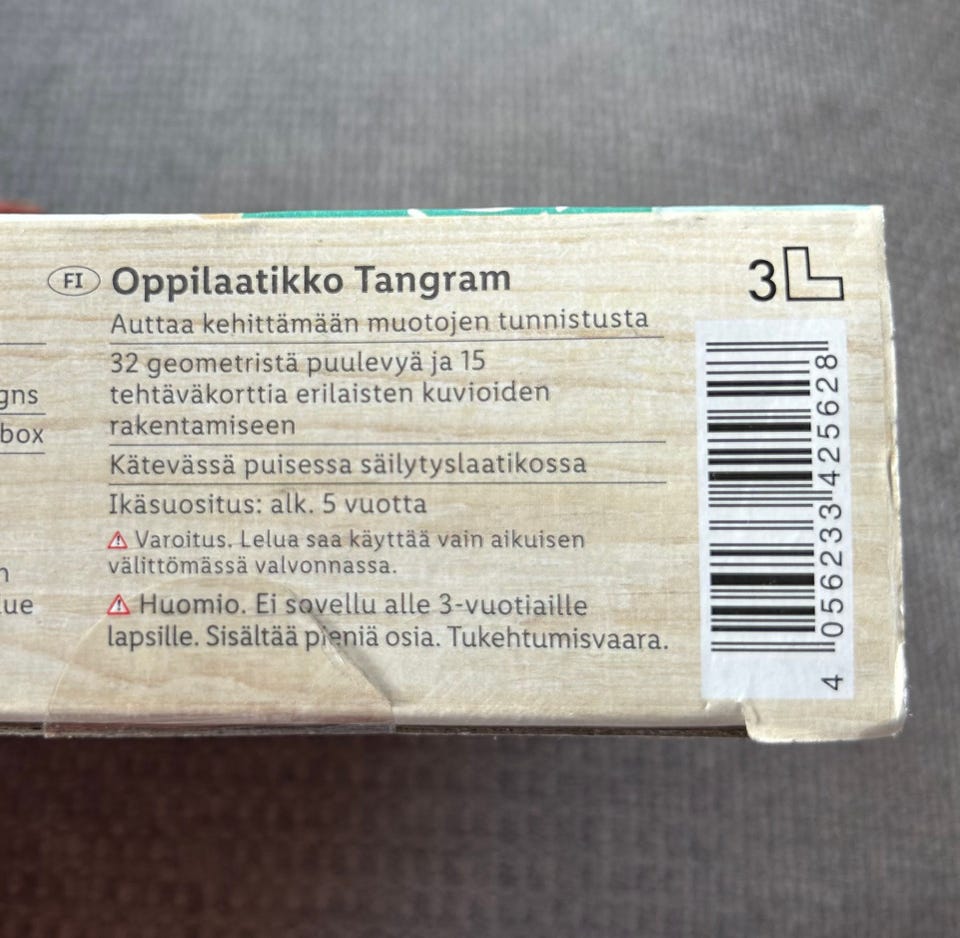 FI Oppilaatikko Tangram
Auttaa kehittämään muotojen tunnistusta
32 geometristä puulevyä ja 15
tehtäväkorttia erilaisten kuvioiden
rakentamiseen
Kätevässä puisessa säilytyslaatikossa
Ikäsuositus: alk. 5 vuotta
Varoitus. Lelua saa käyttää vain aikuisen
välittömässä valvonnassa.
Huomio. Ei sovellu alle 3-vuotiaille
lapsille. Sisältää pieniä osia. Tukehtumisvaara.
gns
box
n
ue
3
4 056233 425628